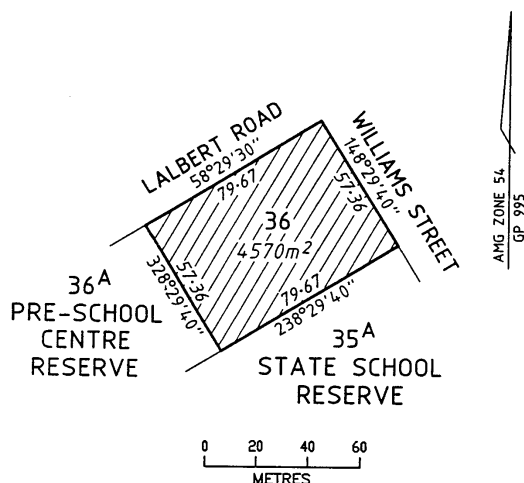 LALBERT ROAD
58°29'30"
79·67
WILLIAMS STREET
148°29'40"
57·36
36
4570m²
57·36
328°29'40"
79·67
238°29'40"
36A
PRE-SCHOOL
CENTRE
RESERVE
35A
STATE SCHOOL
RESERVE
AMG ZONE 54
GP 995
0 20 40 60
METRES